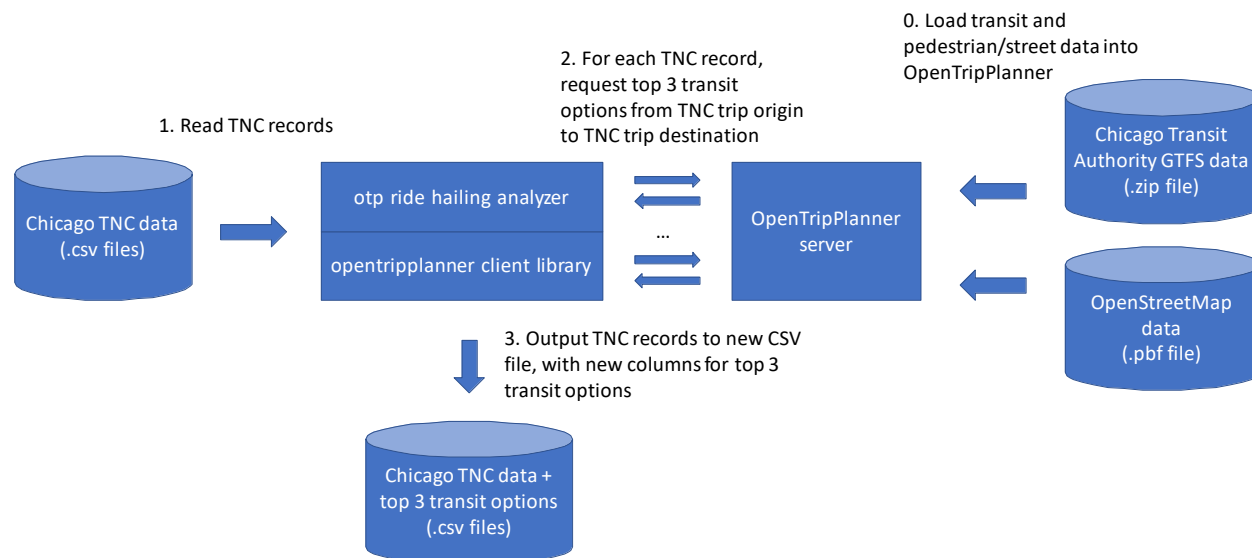 0. Load transit and
pedestrian/street data into
OpenTripPlanner
2. For each TNC record,
request top 3 transit
options from TNC trip origin
to TNC trip destination
1. Read TNC records
Chicago TNC data
(.csv files)
otp ride hailing analyzer
opentripplanner client library
...
OpenTripPlanner
server
Chicago Transit
Authority GTFS data
(.zip file)
OpenStreetMap
data
(.pbf file)
3. Output TNC records to new CSV
file, with new columns for top 3
transit options
Chicago TNC data +
top 3 transit options
(.csv files)